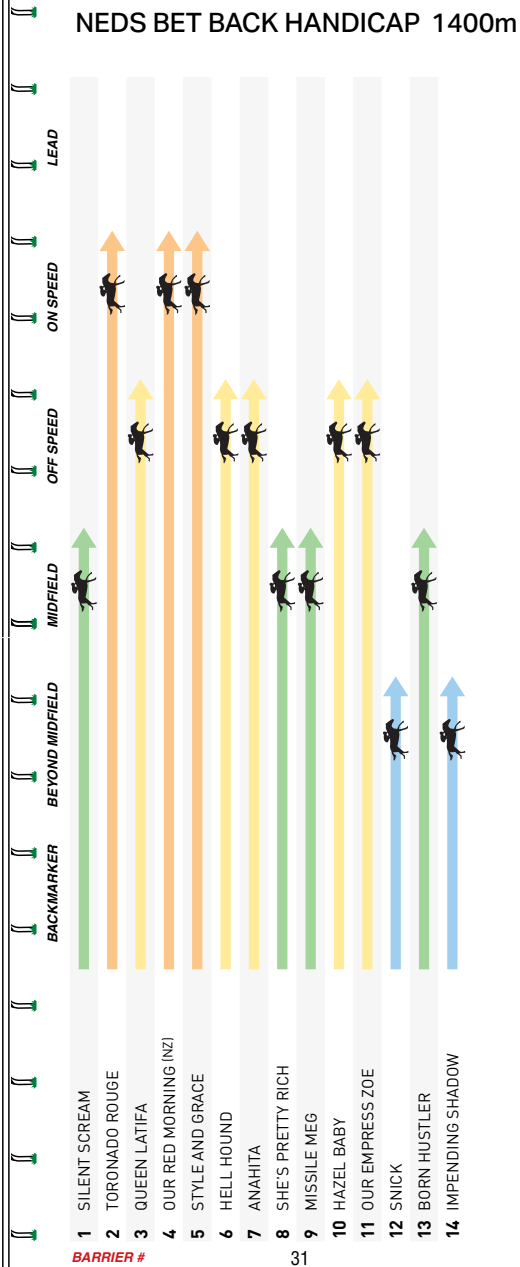 NEDS BET BACK HANDICAP 1400m
LEAD
ON SPEED
OFF SPEED
MIDFIELD
BEYOND MIDFIELD
BACKMARKER
1 SILENT SCREAM
2 TORONADO ROUGE
3 QUEEN LATIFA
4 OUR RED MORNING (NZ)
5 STYLE AND GRACE
6 HELL HOUND
7 ANAHITA
8 SHE'S PRETTY RICH
9 MISSILE MEG
10 HAZEL BABY
11 OUR EMPRESS ZOE
12 SNICK
13 BORN HUSTLER
14 IMPENDING SHADOW
BARRIER #
31